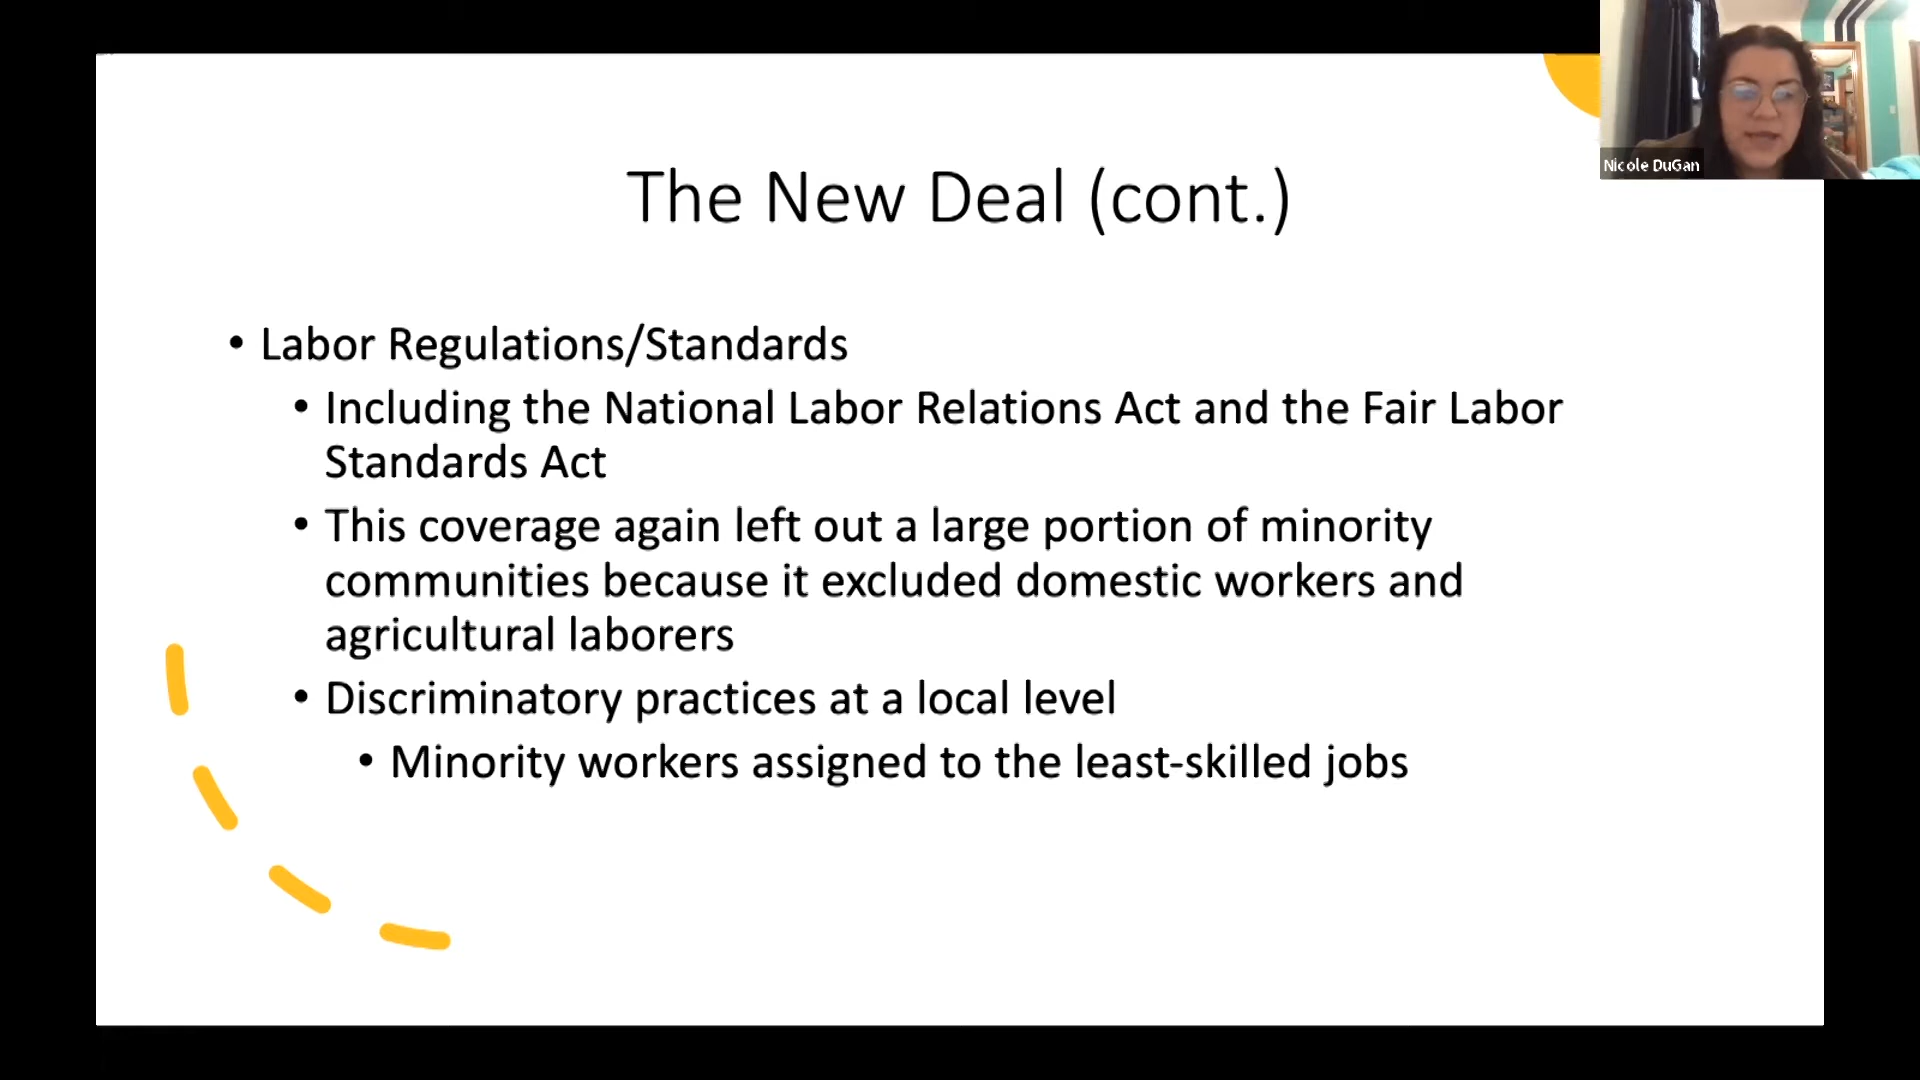 The New Deal (cont.)
Nicole DuGan
• Labor Regulations/Standards
• Including the National Labor Relations Act and the Fair Labor
Standards Act
• This coverage again left out a large portion of minority
communities because it excluded domestic workers and
agricultural laborers
• Discriminatory practices at a local level
• Minority workers assigned to the least-skilled jobs